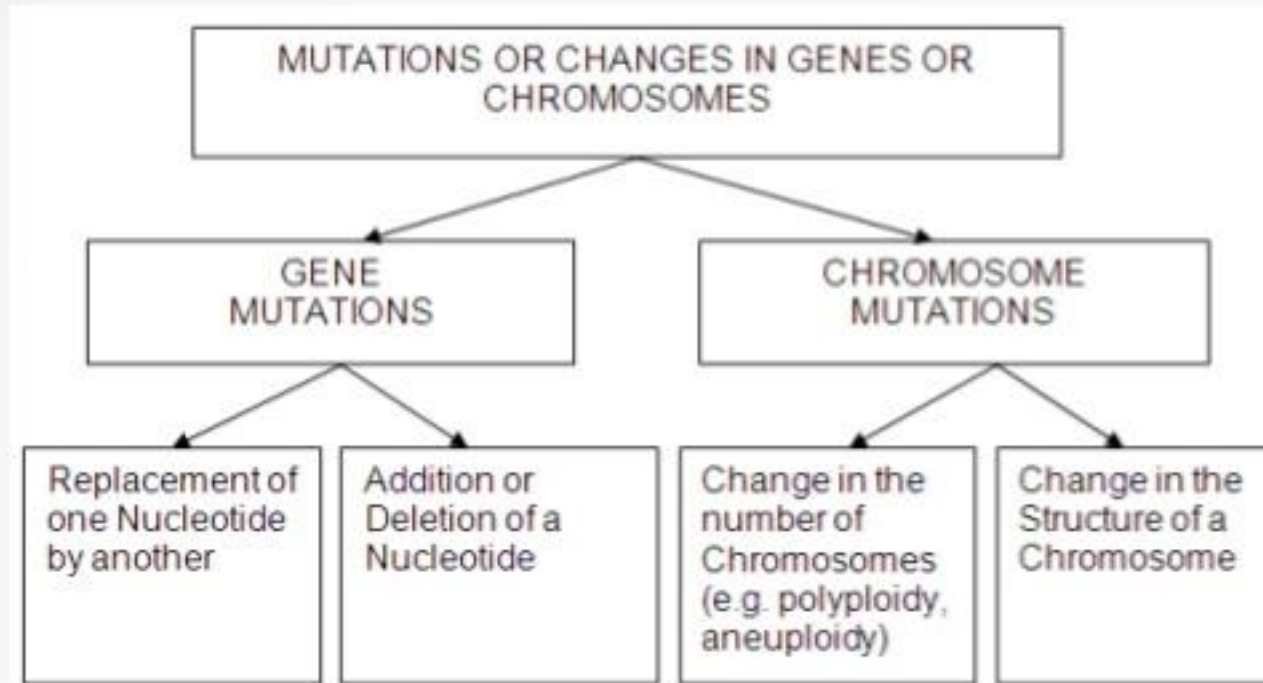 MUTATIONS OR CHANGES IN GENES OR
CHROMOSOMES
GENE
MUTATIONS
CHROMOSOME
MUTATIONS
Replacement of
one Nucleotide
by another
Addition or
Deletion of a
Nucleotide
Change in the
number of
Chromosomes
(e.g. polyploidy,
aneuploidy)
Change in the
Structure of a
Chromosome